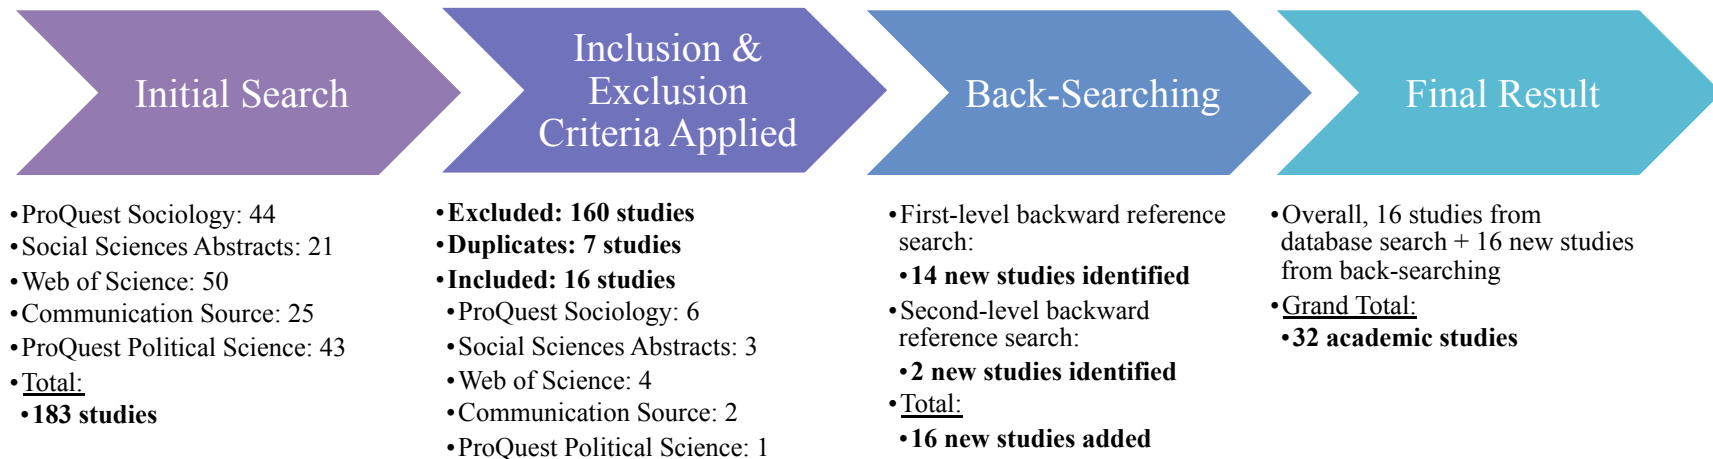 Initial Search
•ProQuest Sociology: 44
•Social Sciences Abstracts: 21
•Web of Science: 50
•Communication Source: 25
•ProQuest Political Science: 43
•Total:
•183 studies
Inclusion &
Exclusion
Criteria Applied
•Excluded: 160 studies
•Duplicates: 7 studies
•Included: 16 studies
•ProQuest Sociology: 6
•Social Sciences Abstracts: 3
•Web of Science: 4
•Communication Source: 2
•ProQuest Political Science: 1
Back-Searching
•First-level backward reference
search:
•14 new studies identified
•Second-level backward
reference search:
•2 new studies identified
•Total:
•16 new studies added
Final Result
•Overall, 16 studies from
database search + 16 new studies
from back-searching
•Grand Total:
•32 academic studies